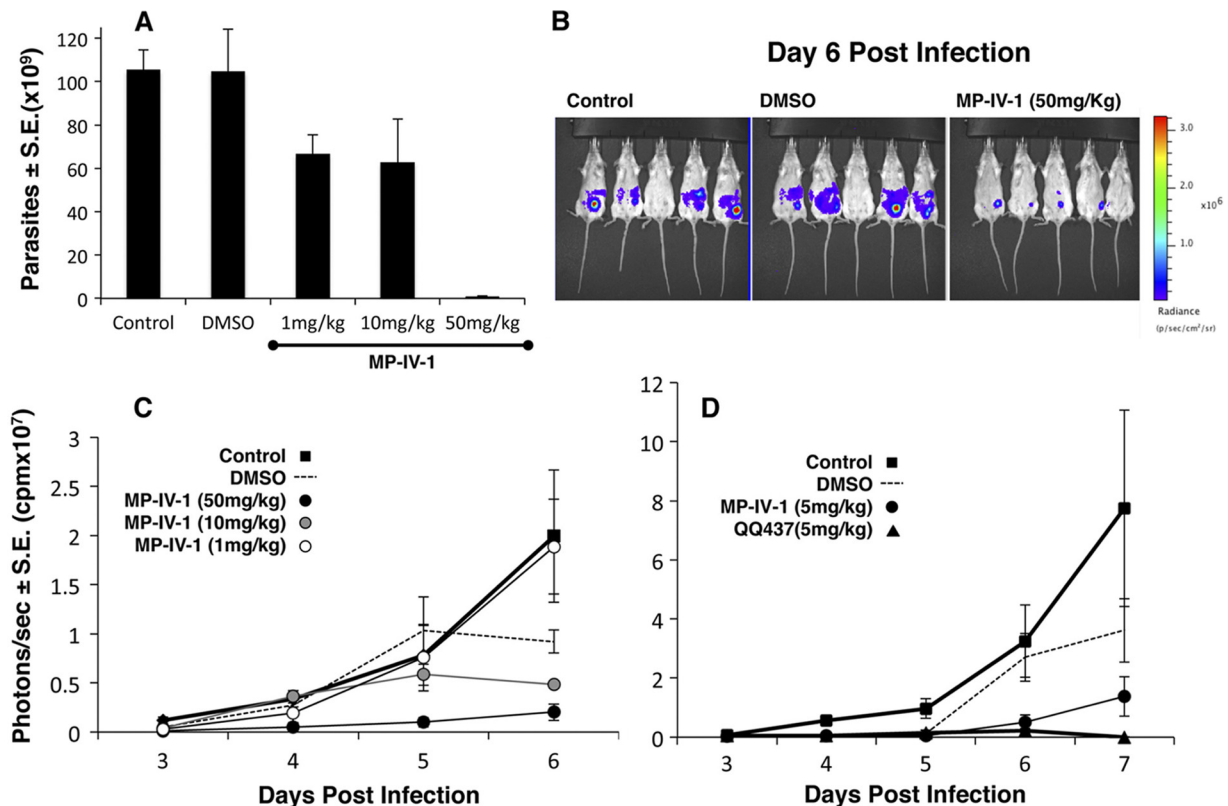 A
Parasites ± S.E.(x10⁹)
120
100
80
60
40
20
0
Control
DMSO
1mg/kg
10mg/kg
50mg/kg
MP-IV-1
B
Day 6 Post Infection
Control
DMSO
MP-IV-1 (50mg/Kg)
3.0
2.0
x10⁶
1.0
Radiance
(p/sec/cm²/sr)
C
Photons/sec ± S.E. (cpmx10⁷)
3
2.5
2
1.5
1
0.5
0
Control
DMSO
MP-IV-1 (50mg/kg)
MP-IV-1 (10mg/kg)
MP-IV-1 (1mg/kg)
3
4
5
6
Days Post Infection
D
12
10
8
6
4
2
0
Control
DMSO
MP-IV-1 (5mg/kg)
QQ437(5mg/kg)
3
4
5
6
7
Days Post Infection